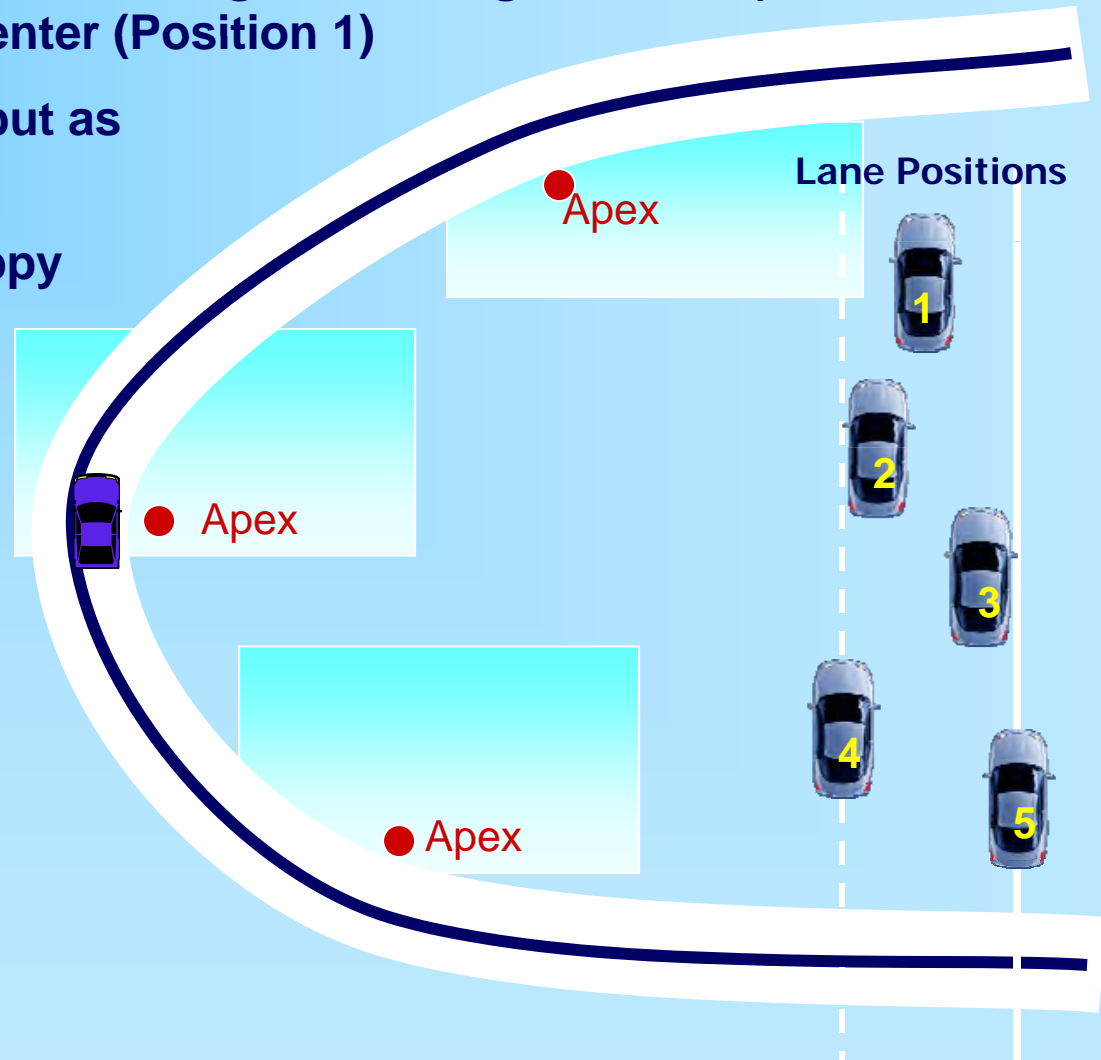 enter (Position 1)
out as
Lane Positions
Apex
ppy
1
2
Apex
3
4
5
Apex